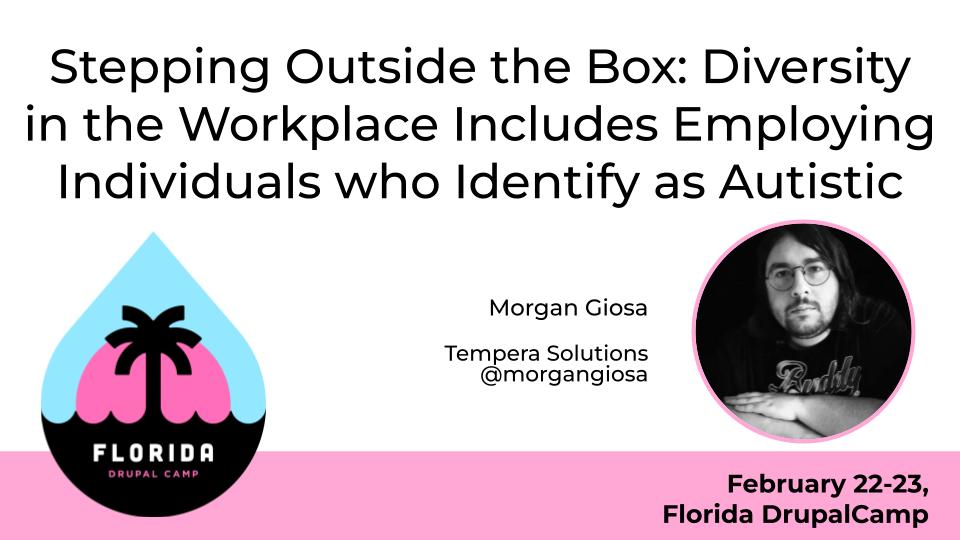 Stepping Outside the Box: Diversity
in the Workplace Includes Employing
Individuals who Identify as Autistic
Morgan Giosa
Tempera Solutions
@morgangiosa
Buddy
FLORIDA
DRUPAL CAMP
February 22-23,
Florida DrupalCamp